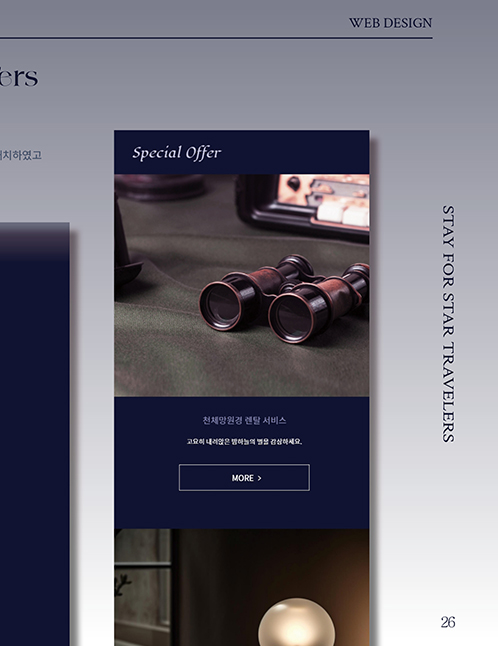 WEB DESIGN
ers
치하였고
Special Offer
천체망원경 렌탈 서비스
고요히 내려앉은 밤하늘의 별을 감상하세요.
MORE >
STAY FOR STAR TRAVELERS
26